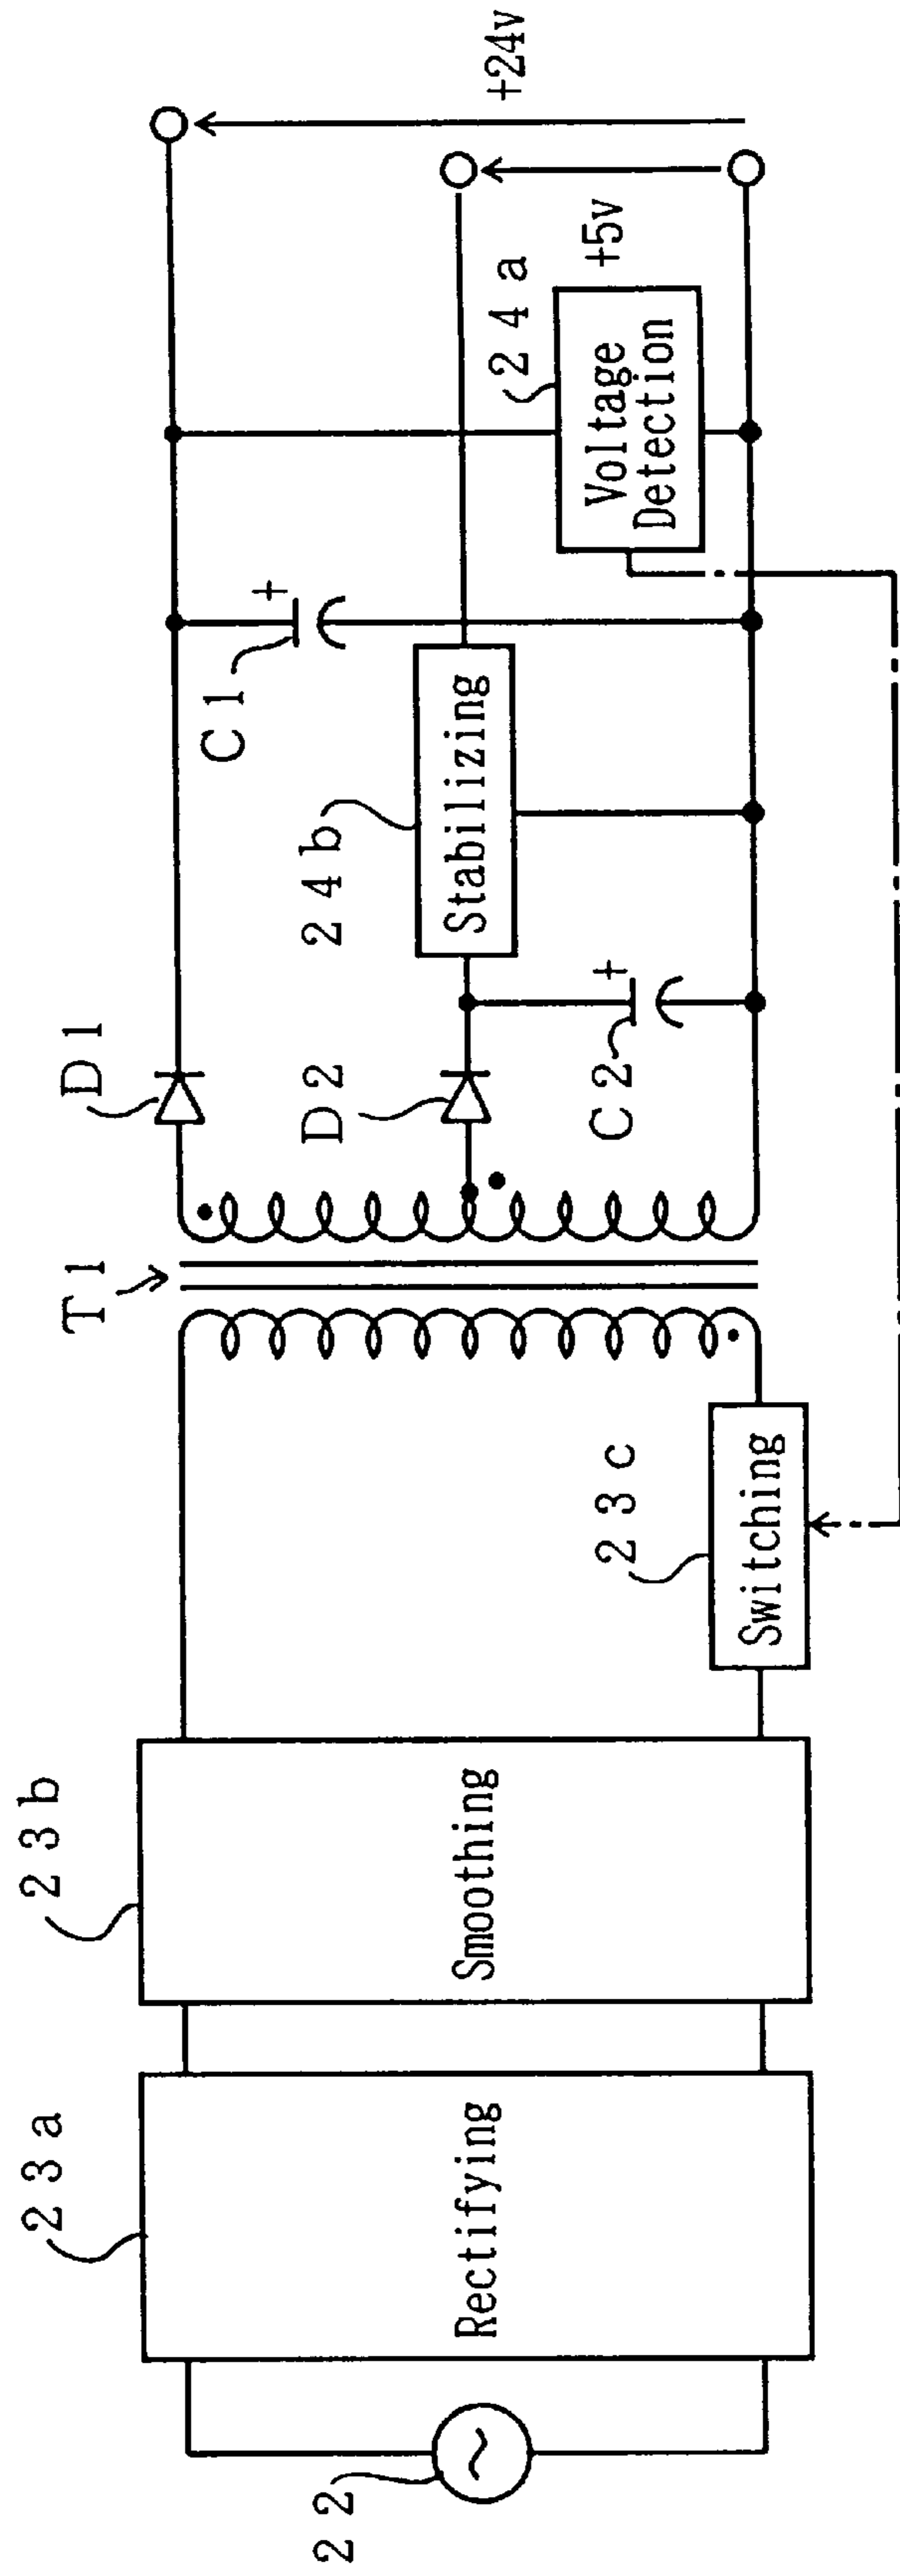 22
23a
Rectifying
23b
Smoothing
23c
Switching
T1
D1
D2
C2
+
24b
Stabilizing
C1
+
24a
Voltage
Detection
+5v
+24v